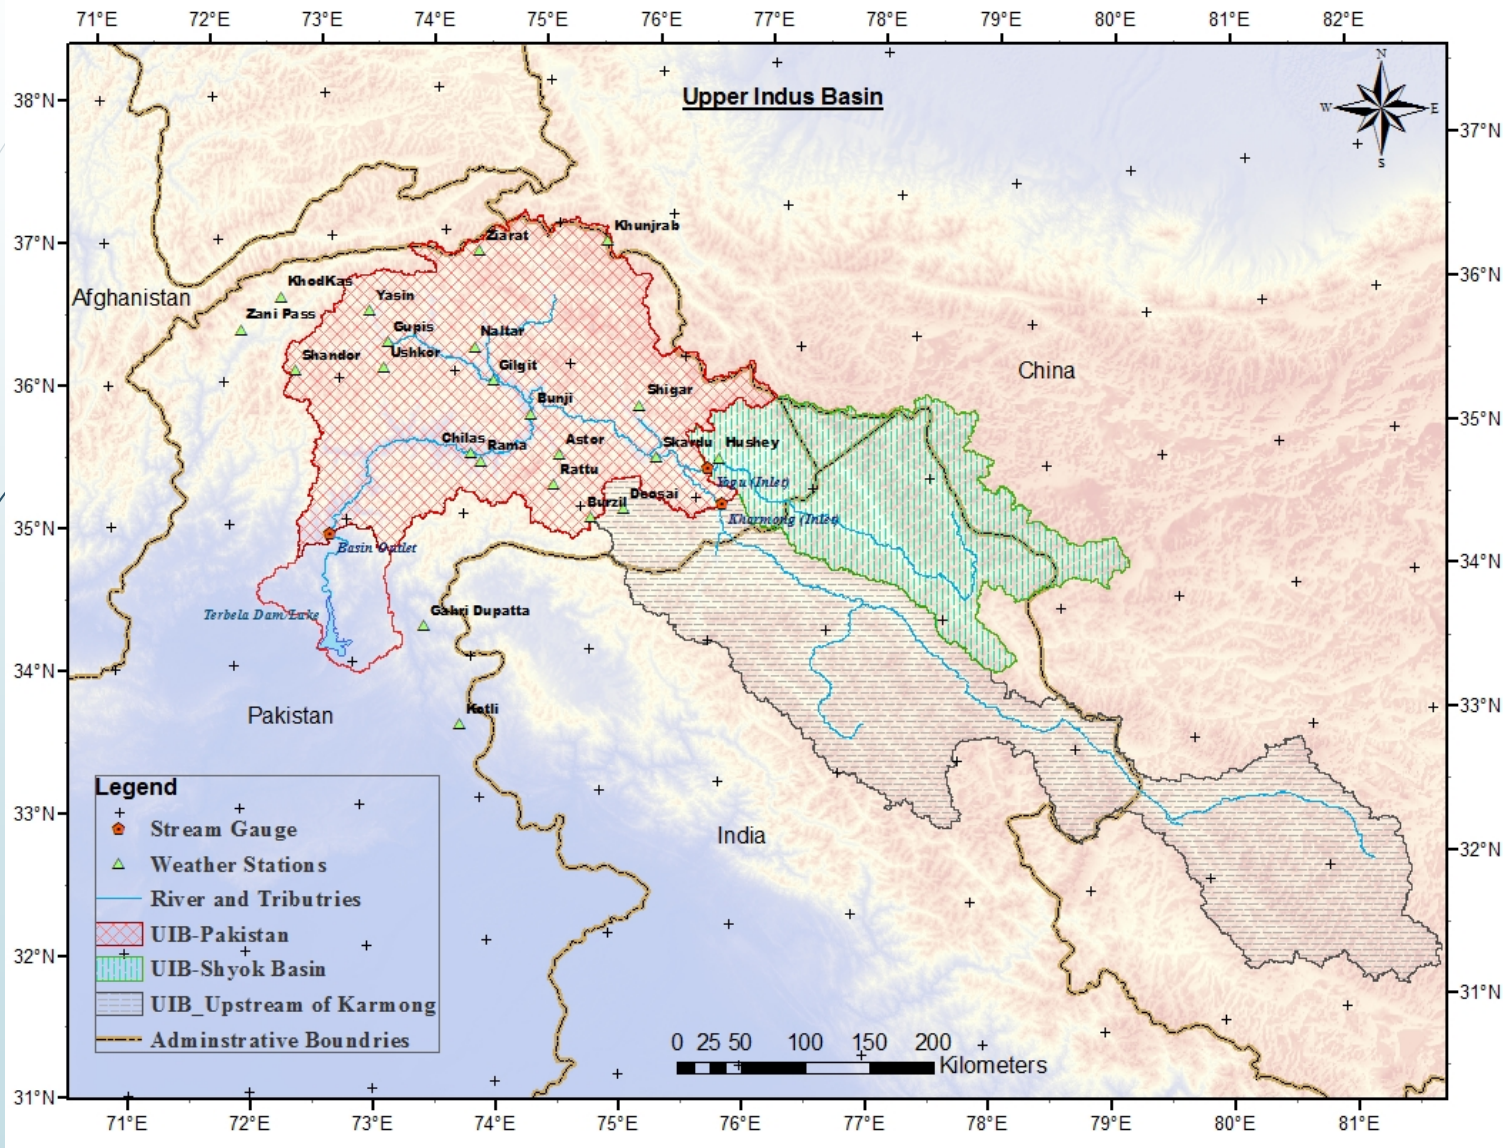 71°E 72°E 73°E 74°E 75°E 76°E 77°E 78°E 79°E 80°E 81°E 82°E
Upper Indus Basin
N
W E
S
38°N
37°N
37°N
36°N
Khunjrab
Ziarat
KhodKas
Afghanistan
Yasin
Zani Pass
Gupis
Naltar
Ushkor
Shandor
Gilgit
China
36°N
35°N
Shigar
Bunji
Chilas
Rama
Astor
Skardu
Hushey
Rattu
Yogu (Inlet)
Deosai
Burzil
Kharmong (Inlet)
35°N
34°N
Basin Outlet
Terbela Dam/Lake
Gahri Dupatta
34°N
33°N
Kotli
Pakistan
India
33°N
32°N
Legend
Stream Gauge
Weather Stations
River and Tributries
UIB-Pakistan
UIB-Shyok Basin
UIB_Upstream of Karmong
Adminstrative Boundries
32°N
31°N
0 25 50 100 150 200
Kilometers
31°N
71°E 72°E 73°E 74°E 75°E 76°E 77°E 78°E 79°E 80°E 81°E